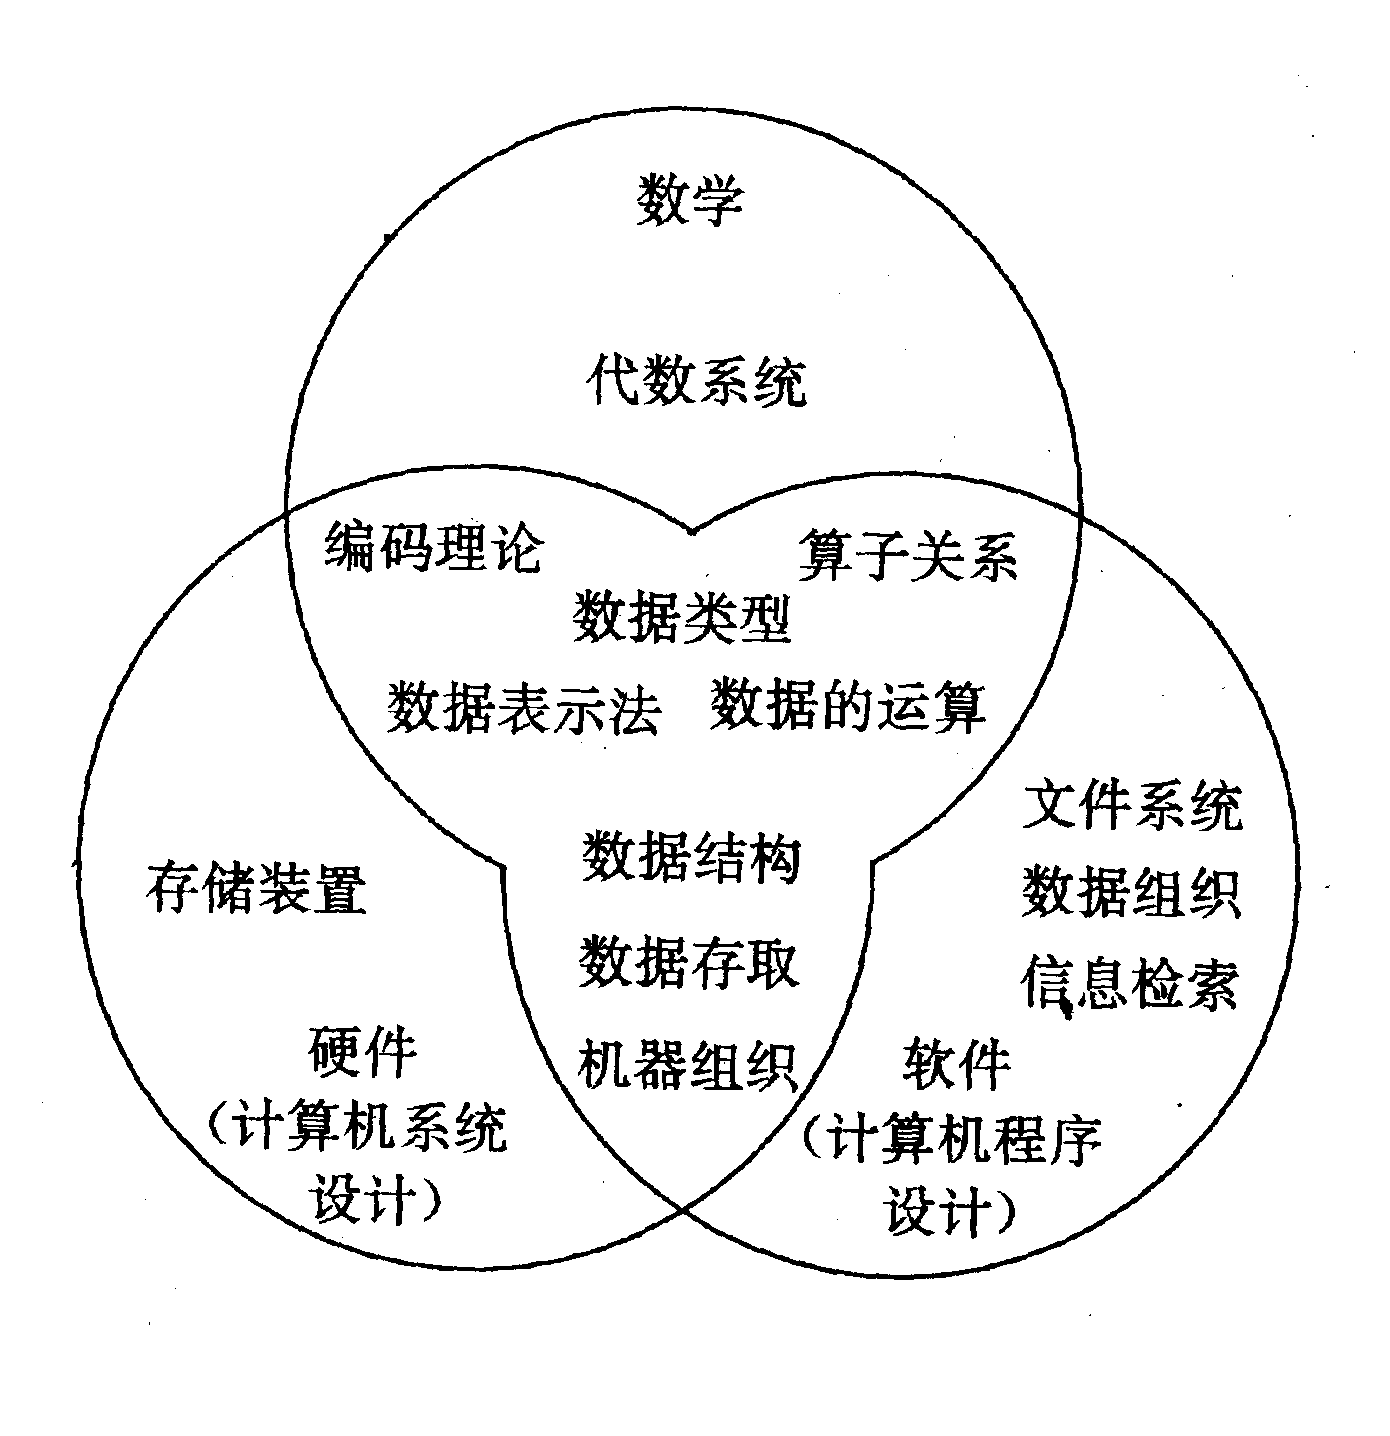 数学
代数系统
编码理论
算子关系
数据类型
数据表示法
数据的运算
数据结构
数据存取
机器组织
存储装置
硬件
(计算机系统
设计)
文件系统
数据组织
信息检索
软件
(计算机程序
设计)